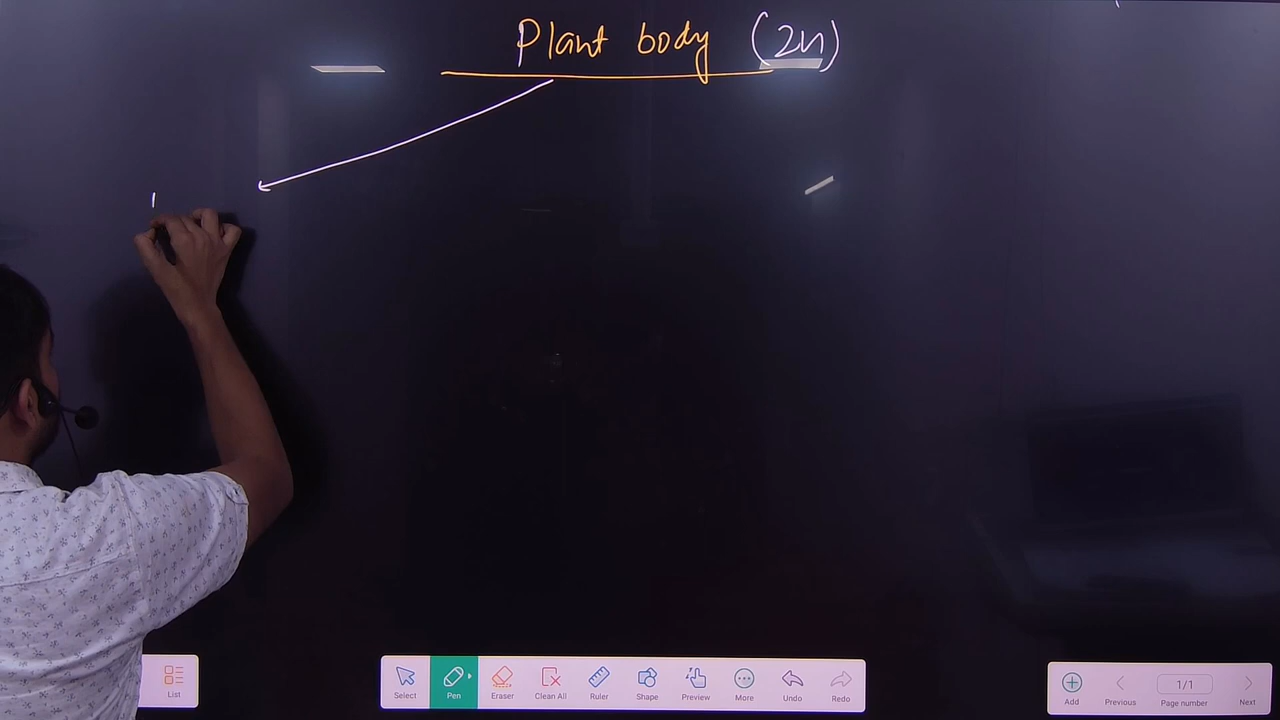 Plant body (2n)
List
Select
Pen
Eraser
Clean All
Ruler
Shape
Preview
More
Undo
Redo
Add
Previous
1/1
Page number
Next